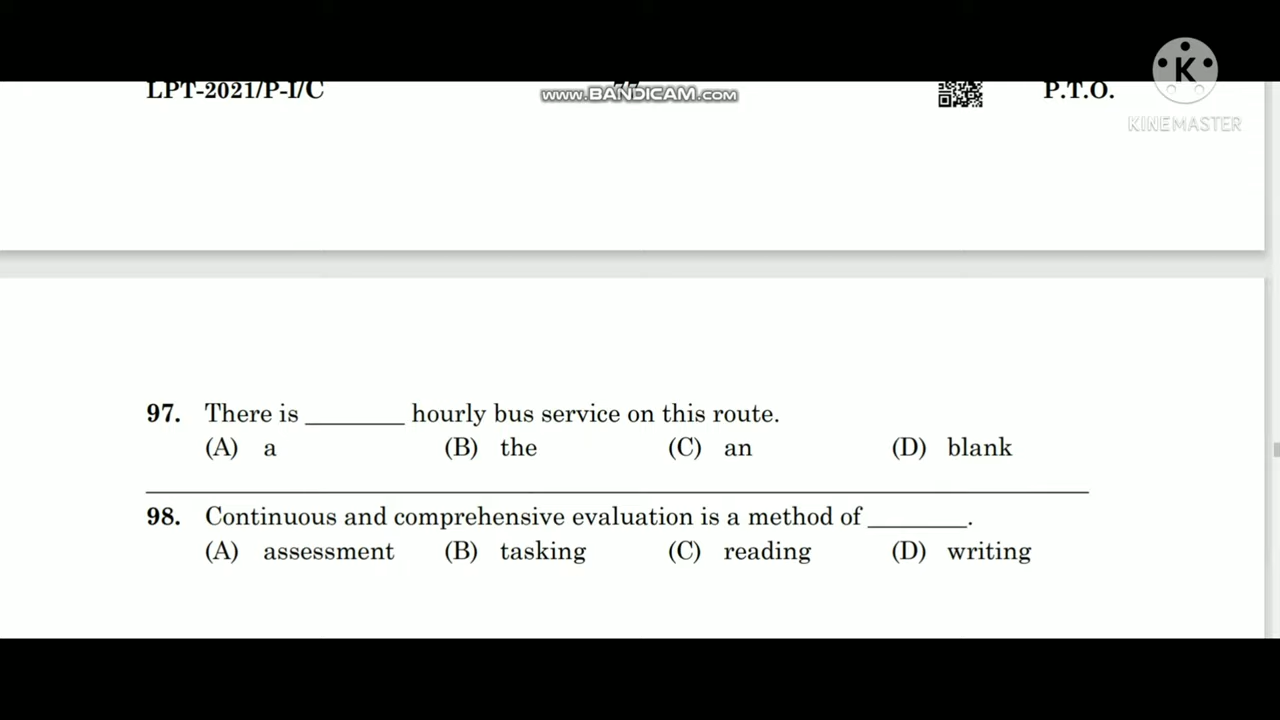 LPT-2021/P-I/C www.BANDICAM.com P.T.O.
K
KINEMASTER
97. There is ________ hourly bus service on this route.
(A) a (B) the (C) an (D) blank
98. Continuous and comprehensive evaluation is a method of ________.
(A) assessment (B) tasking (C) reading (D) writing